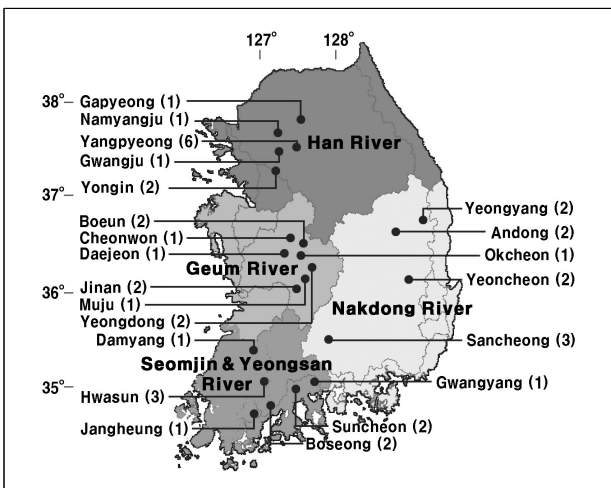 127° 128°
38°
Gapyeong (1)
Namyangju (1)
Yangpyeong (6)
Gwangju (1)
Yongin (2)
Han River
37°
Boeun (2)
Cheonwon (1)
Daejeon (1)
Geum River
Jinan (2)
Muju (1)
Yeongdong (2)
36°
Yeongyang (2)
Andong (2)
Okcheon (1)
Yeoncheon (2)
Nakdong River
Sancheong (3)
Damyang (1)
Seomjin & Yeongsan
River
35°
Hwasun (3)
Jangheung (1)
Gwangyang (1)
Suncheon (2)
Boseong (2)